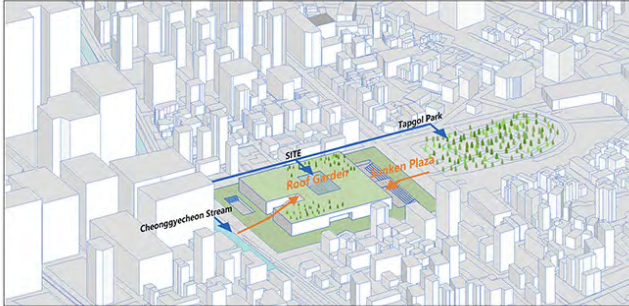 Tapgol Park
SITE
Roof Garden
Sunken Plaza
Cheonggyecheon Stream